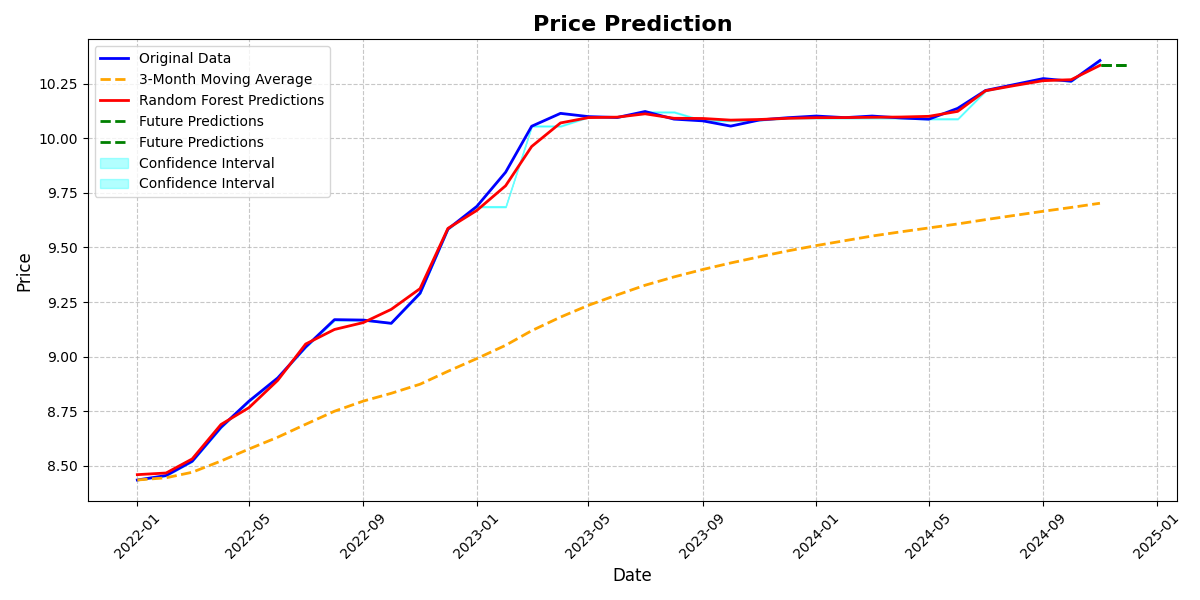 Price Prediction
Original Data
3-Month Moving Average
Random Forest Predictions
Future Predictions
Future Predictions
Confidence Interval
Confidence Interval
Price
10.25
10.00
9.75
9.50
9.25
9.00
8.75
8.50
2022-01
2022-05
2022-09
2023-01
2023-05
2023-09
2024-01
2024-05
2024-09
2025-01
Date